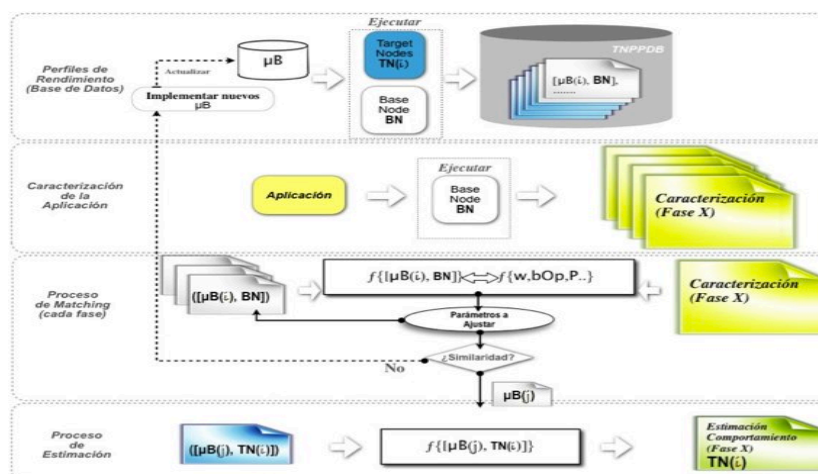 Perfiles de
Rendimiento
(Base de Datos)
µB
Actualizar
Implementar nuevos
µB
Ejecutar
Target
Nodes
TN(i)
Base
Node
BN
TNPPDB
[µB(i), BN],
.......
Caracterización
de la
Aplicación
Aplicación
Ejecutar
Base
Node
BN
Caracterización
(Fase X)
Proceso
de Matching
(cada fase)
([µB(i), BN])
f{[µB(i), BN]} f{w,bOp,P..}
Caracterización
(Fase X)
Parámetros a
Ajustar
¿Similaridad?
No
µB(j)
Proceso
de
Estimación
([µB(j), TN(i)])
f{[µB(j), TN(i)]}
Estimación
Comportamiento
(Fase X)
TN(i)